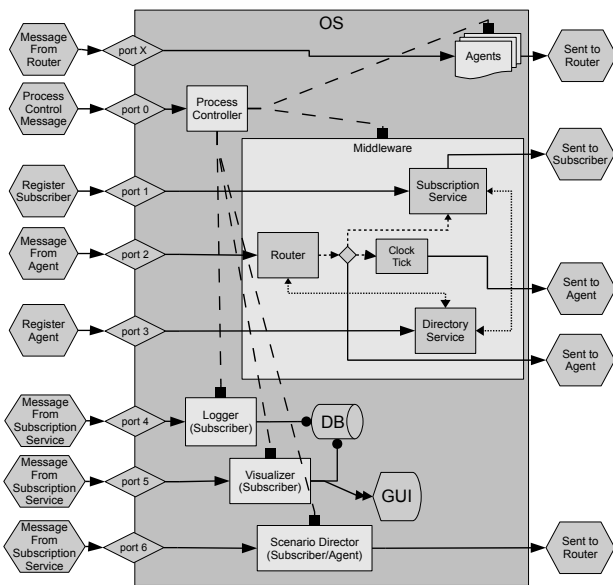 OS
Message
From
Router
port X
Agents
Sent to
Router
Process
Control
Message
port 0
Process
Controller
Middleware
Sent to
Subscriber
Register
Subscriber
port 1
Subscription
Service
Message
From
Agent
port 2
Router
Clock
Tick
Sent to
Agent
Register
Agent
port 3
Directory
Service
Sent to
Agent
Message
From
Subscription
Service
port 4
Logger
(Subscriber)
DB
Message
From
Subscription
Service
port 5
Visualizer
(Subscriber)
GUI
Message
From
Subscription
Service
port 6
Scenario Director
(Subscriber/Agent)
Sent to
Router